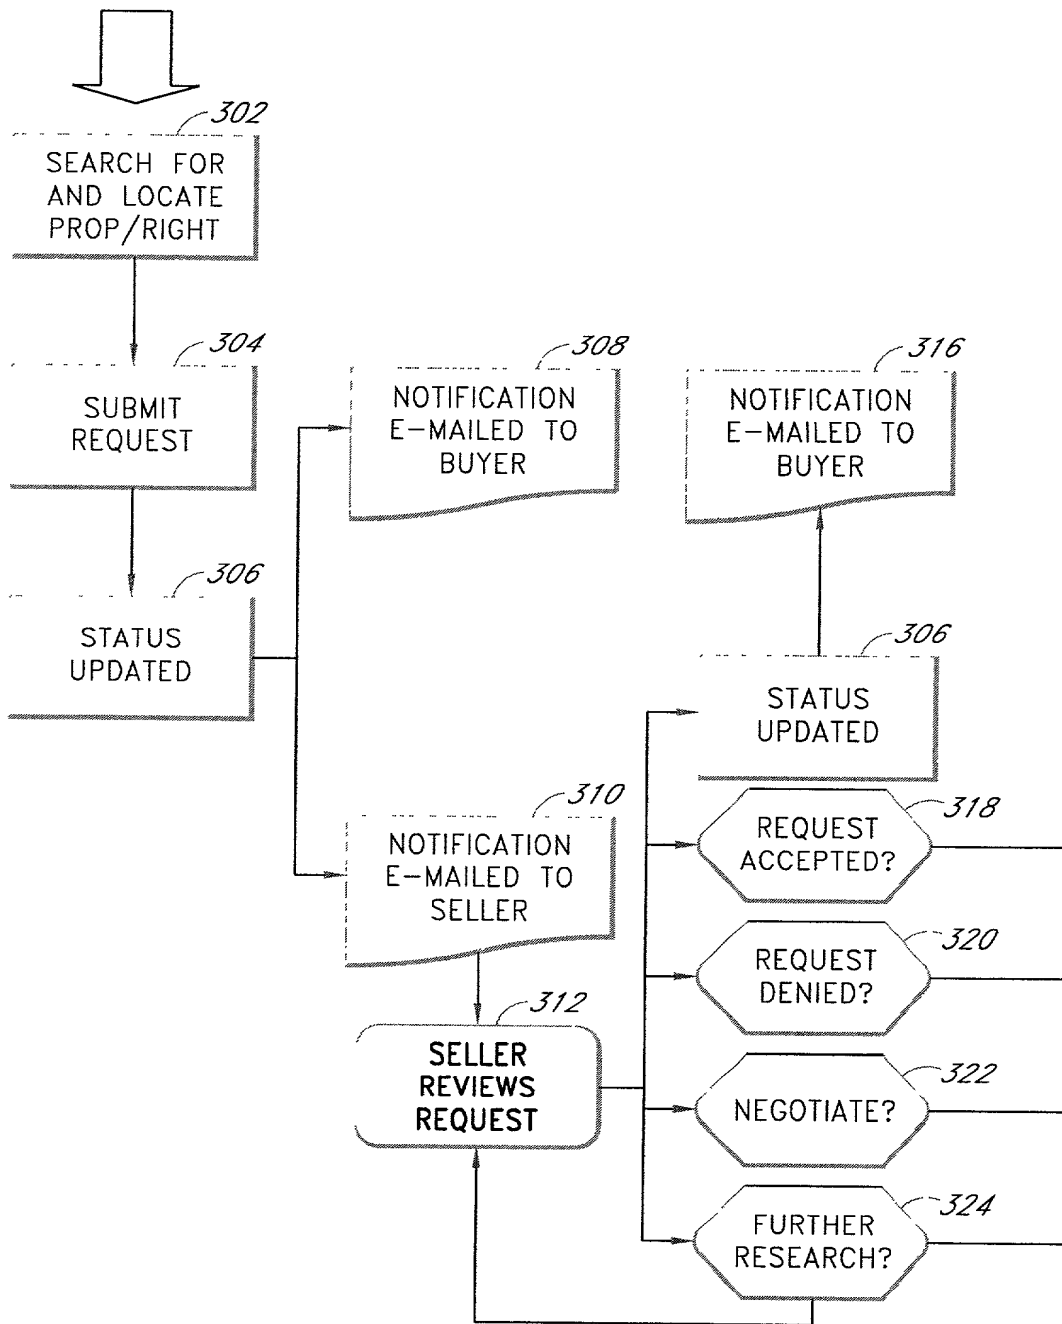 302
SEARCH FOR
AND LOCATE
PROP/RIGHT
304
SUBMIT
REQUEST
306
STATUS
UPDATED
308
NOTIFICATION
E-MAILED TO
BUYER
310
NOTIFICATION
E-MAILED TO
SELLER
312
SELLER
REVIEWS
REQUEST
316
NOTIFICATION
E-MAILED TO
BUYER
306
STATUS
UPDATED
318
REQUEST
ACCEPTED?
320
REQUEST
DENIED?
322
NEGOTIATE?
324
FURTHER
RESEARCH?